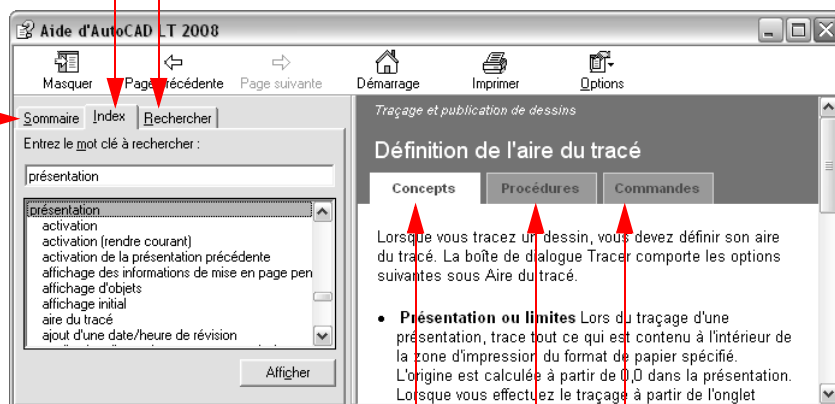 Aide d'AutoCAD LT 2008
Masquer Page précédente Page suivante Démarrage Imprimer Options
Sommaire Index Rechercher
Entrez le mot clé à rechercher :
présentation
présentation
activation
activation (rendre courant)
activation de la présentation précédente
affichage des informations de mise en page pen
affichage d'objets
affichage initial
aire du tracé
ajout d'une date/heure de révision
Afficher
Traçage et publication de dessins
Définition de l'aire du tracé
Concepts Procédures Commandes
Lorsque vous tracez un dessin, vous devez définir son aire
du tracé. La boîte de dialogue Tracer comporte les options
suivantes sous Aire du tracé.
• Présentation ou limites Lors du traçage d'une
présentation, trace tout ce qui est contenu à l'intérieur de
la zone d'impression du format de papier spécifié.
L'origine est calculée à partir de 0,0 dans la présentation.
Lorsque vous effectuez le traçage à partir de l'onglet